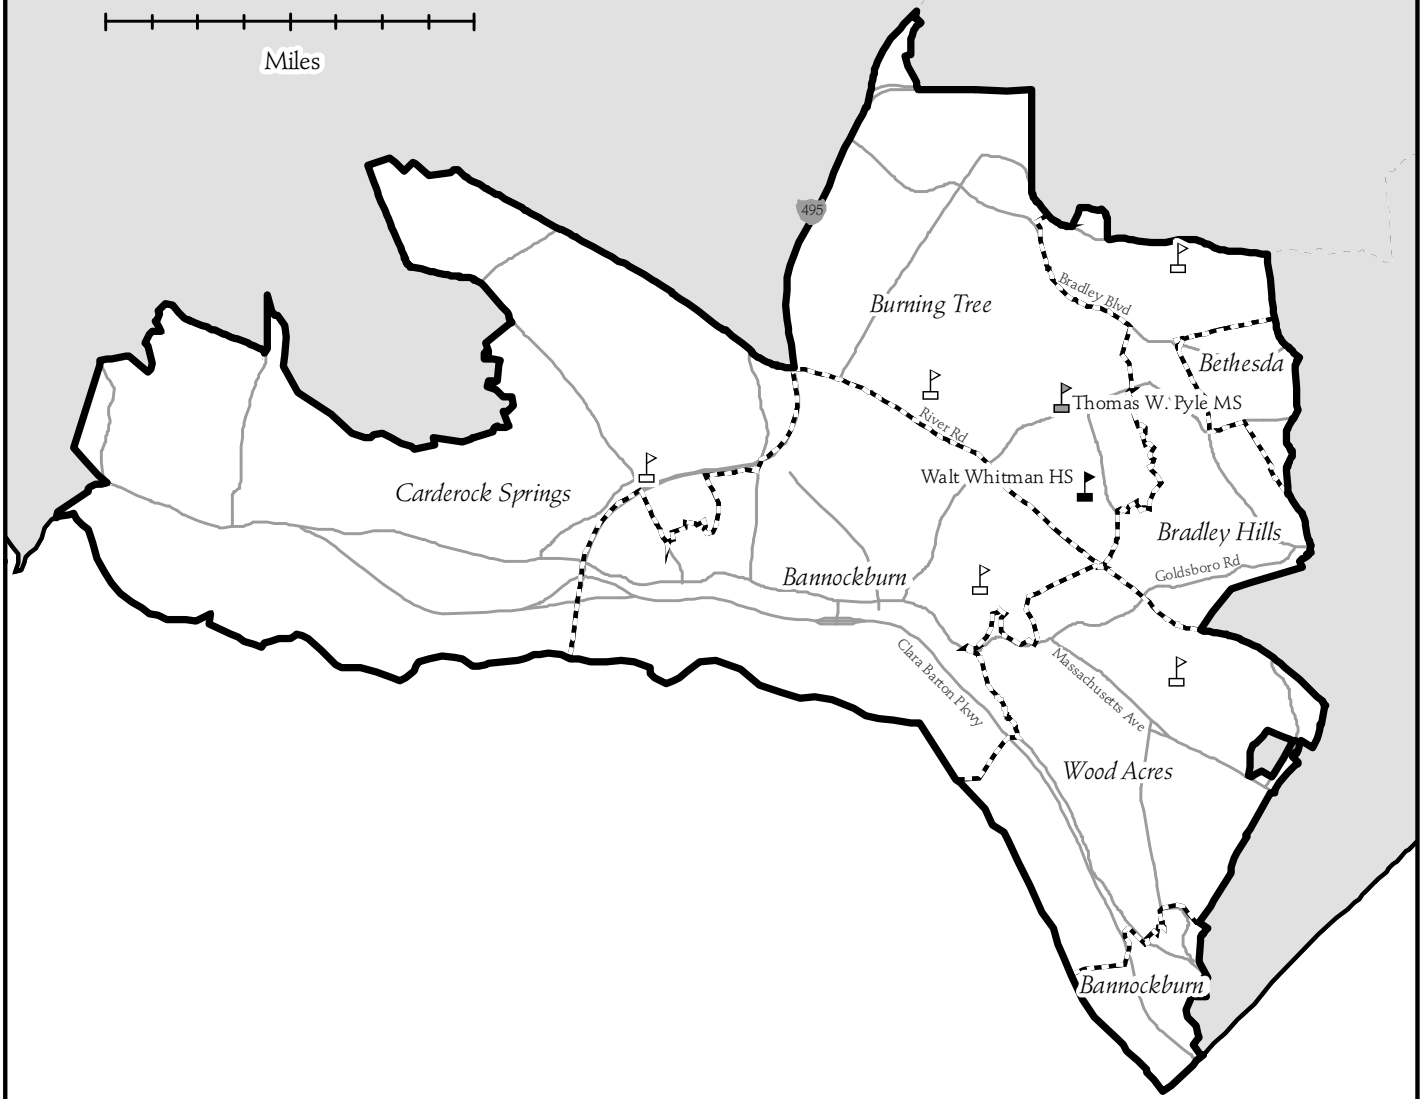 Miles
495
Burning Tree
Bradley Blvd
Bethesda
Thomas W. Pyle MS
River Rd
Walt Whitman HS
Carderock Springs
Bradley Hills
Goldsboro Rd
Bannockburn
Clara Barton Pkwy
Massachusetts Ave
Wood Acres
Bannockburn